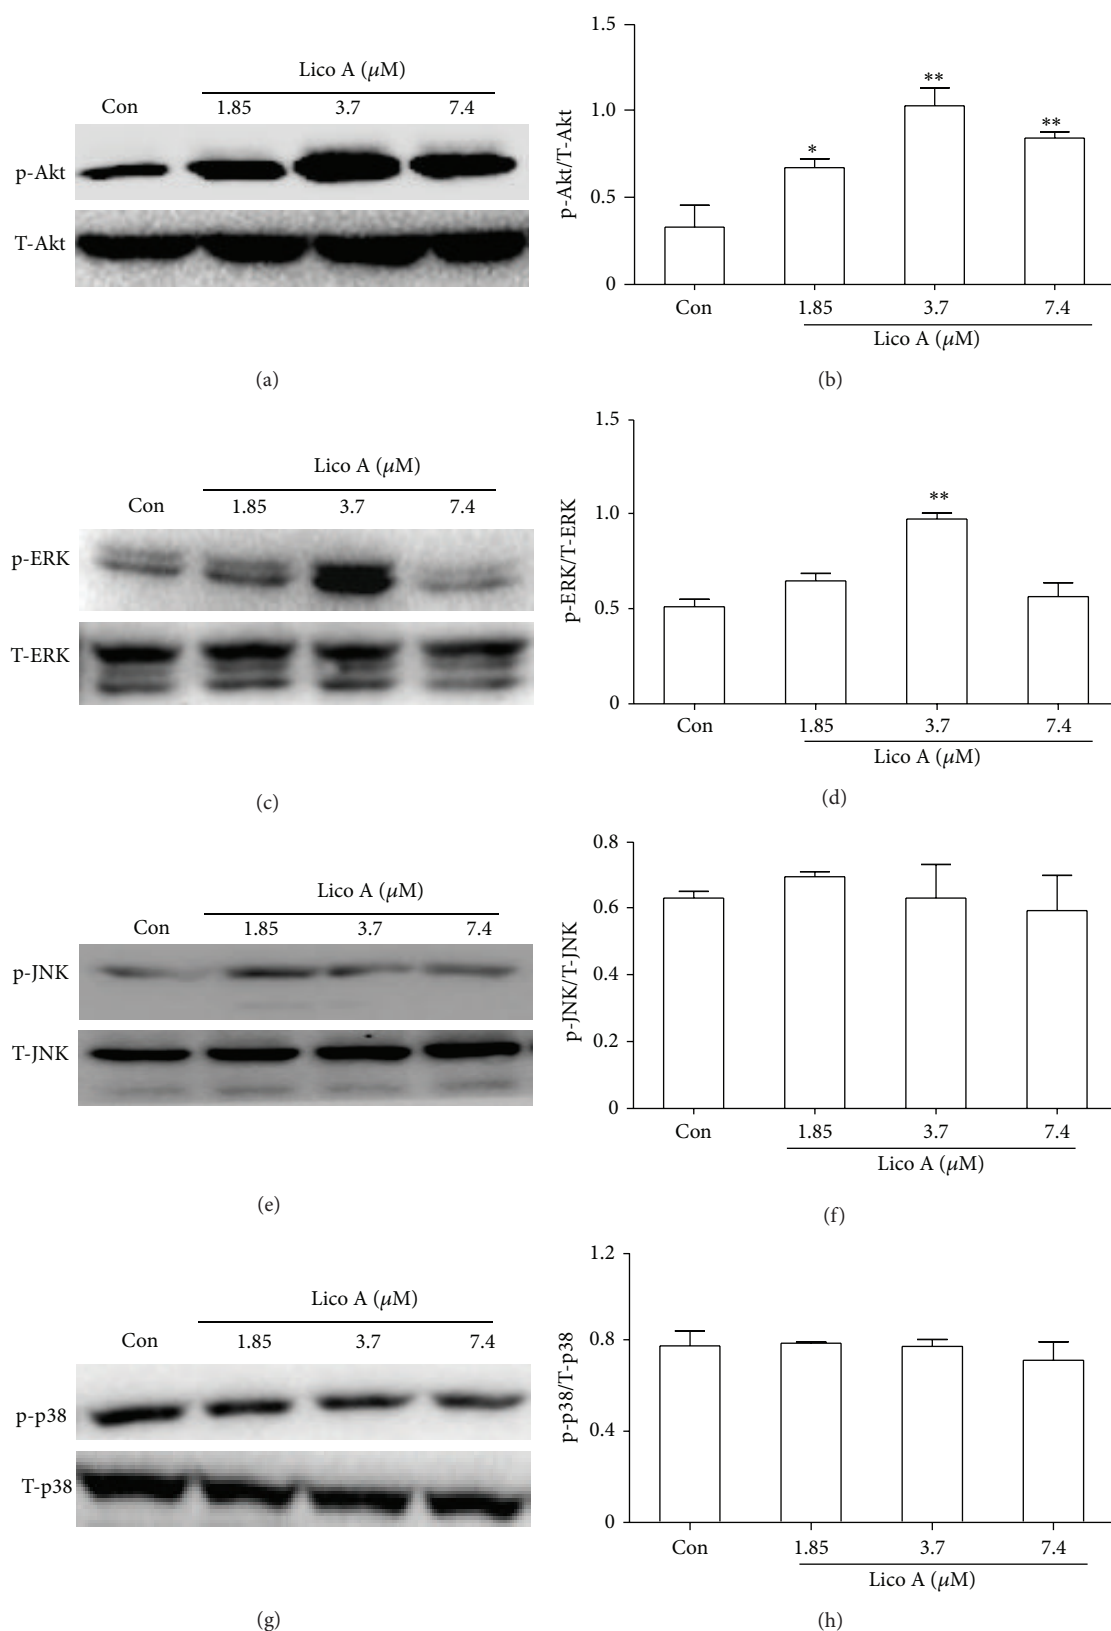 Lico A (μM)
Con 1.85 3.7 7.4
p-Akt
T-Akt
(a)
1.5
1.0
0.5
0
p-Akt/T-Akt
* ** **
Con 1.85 3.7 7.4
Lico A (μM)
(b)
Lico A (μM)
Con 1.85 3.7 7.4
p-ERK
T-ERK
(c)
1.5
1.0
0.5
0
p-ERK/T-ERK
**
Con 1.85 3.7 7.4
Lico A (μM)
(d)
Lico A (μM)
Con 1.85 3.7 7.4
p-JNK
T-JNK
(e)
0.8
0.6
0.4
0.2
0
p-JNK/T-JNK
Con 1.85 3.7 7.4
Lico A (μM)
(f)
Lico A (μM)
Con 1.85 3.7 7.4
p-p38
T-p38
(g)
1.2
0.8
0.4
0
p-p38/T-p38
Con 1.85 3.7 7.4
Lico A (μM)
(h)